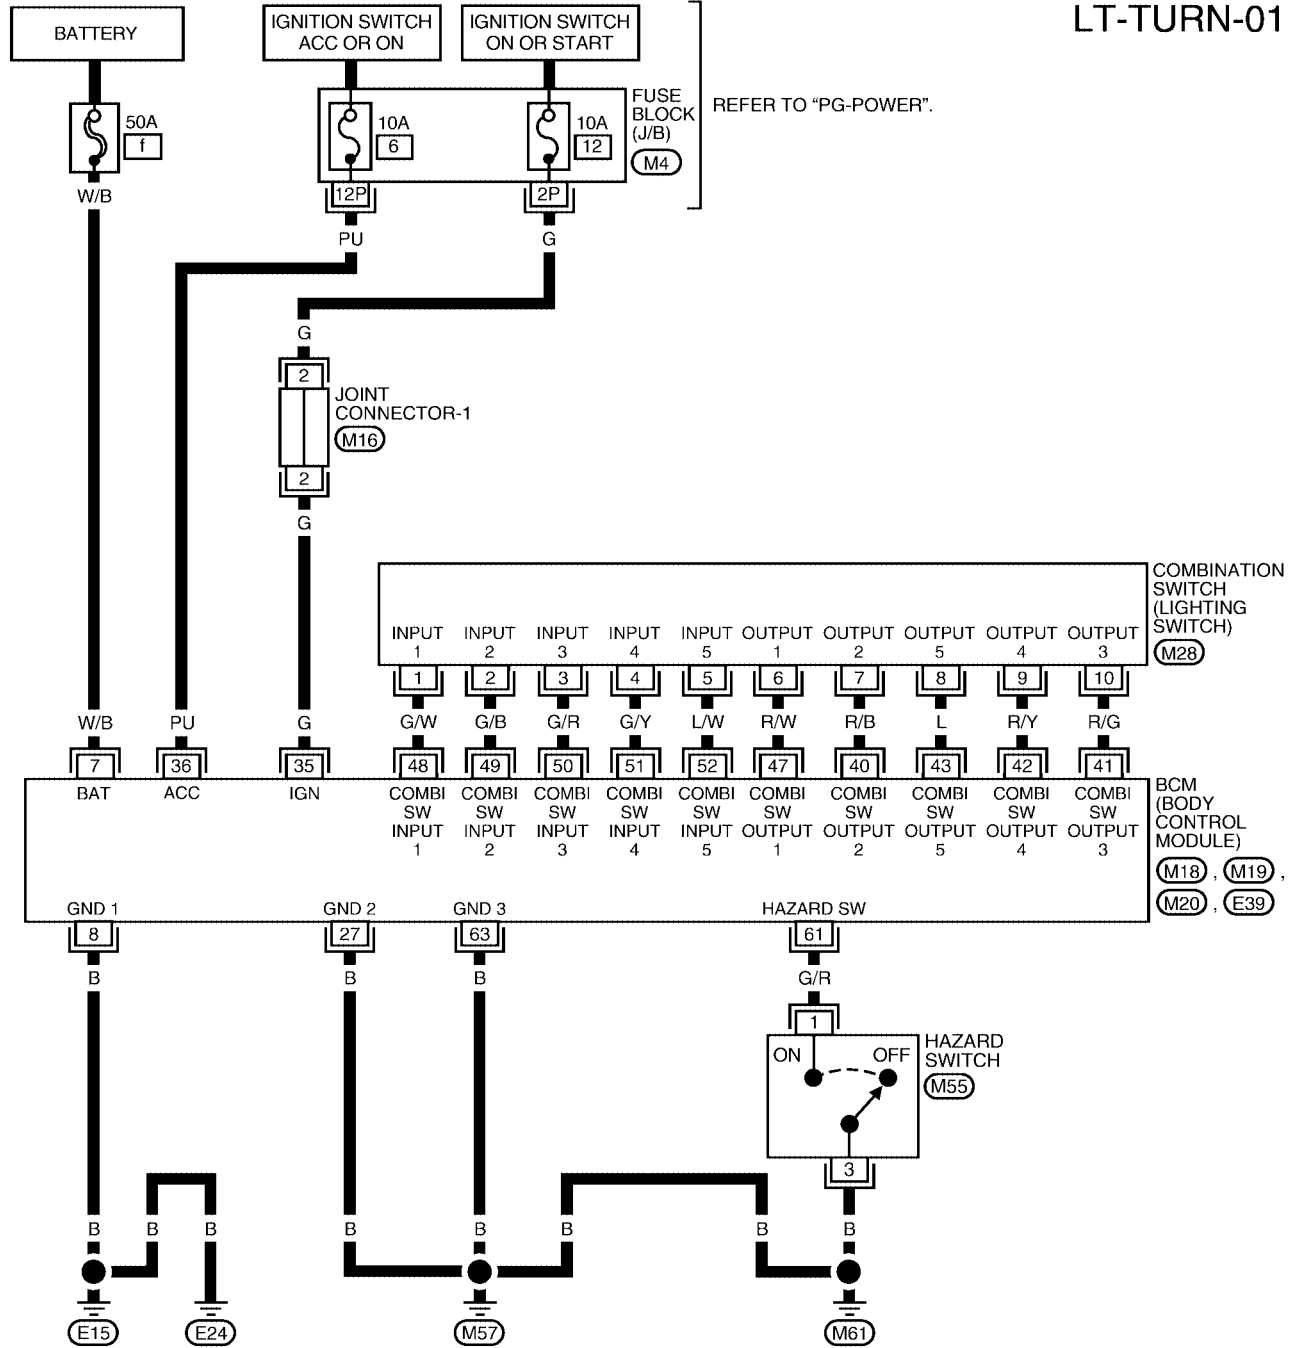 LT-TURN-01
BATTERY
IGNITION SWITCH
ACC OR ON
IGNITION SWITCH
ON OR START
50A
f
10A
6
10A
12
FUSE
BLOCK
(J/B)
M4
REFER TO “PG-POWER”.
12P
2P
W/B
PU
G
G
2
JOINT
CONNECTOR-1
M16
2
G
COMBINATION
SWITCH
(LIGHTING
SWITCH)
M28
INPUT INPUT INPUT INPUT INPUT OUTPUT OUTPUT OUTPUT OUTPUT OUTPUT
1 2 3 4 5 1 2 5 4 3
1 2 3 4 5 6 7 8 9 10
W/B PU G G/W G/B G/R G/Y L/W R/W R/B L R/Y R/G
7 36 35 48 49 50 51 52 47 40 43 42 41
BAT ACC IGN COMBI COMBI COMBI COMBI COMBI COMBI COMBI COMBI COMBI COMBI
SW SW SW SW SW SW SW SW SW SW
INPUT INPUT INPUT INPUT INPUT OUTPUT OUTPUT OUTPUT OUTPUT OUTPUT
1 2 3 4 5 1 2 5 4 3
BCM
(BODY
CONTROL
MODULE)
M18 , M19 ,
M20 , E39
GND 1 GND 2 GND 3 HAZARD SW
8 27 63 61
B B B G/R
1
ON OFF
HAZARD
SWITCH
M55
3
B B B B B B B B
E15 E24 M57 M61